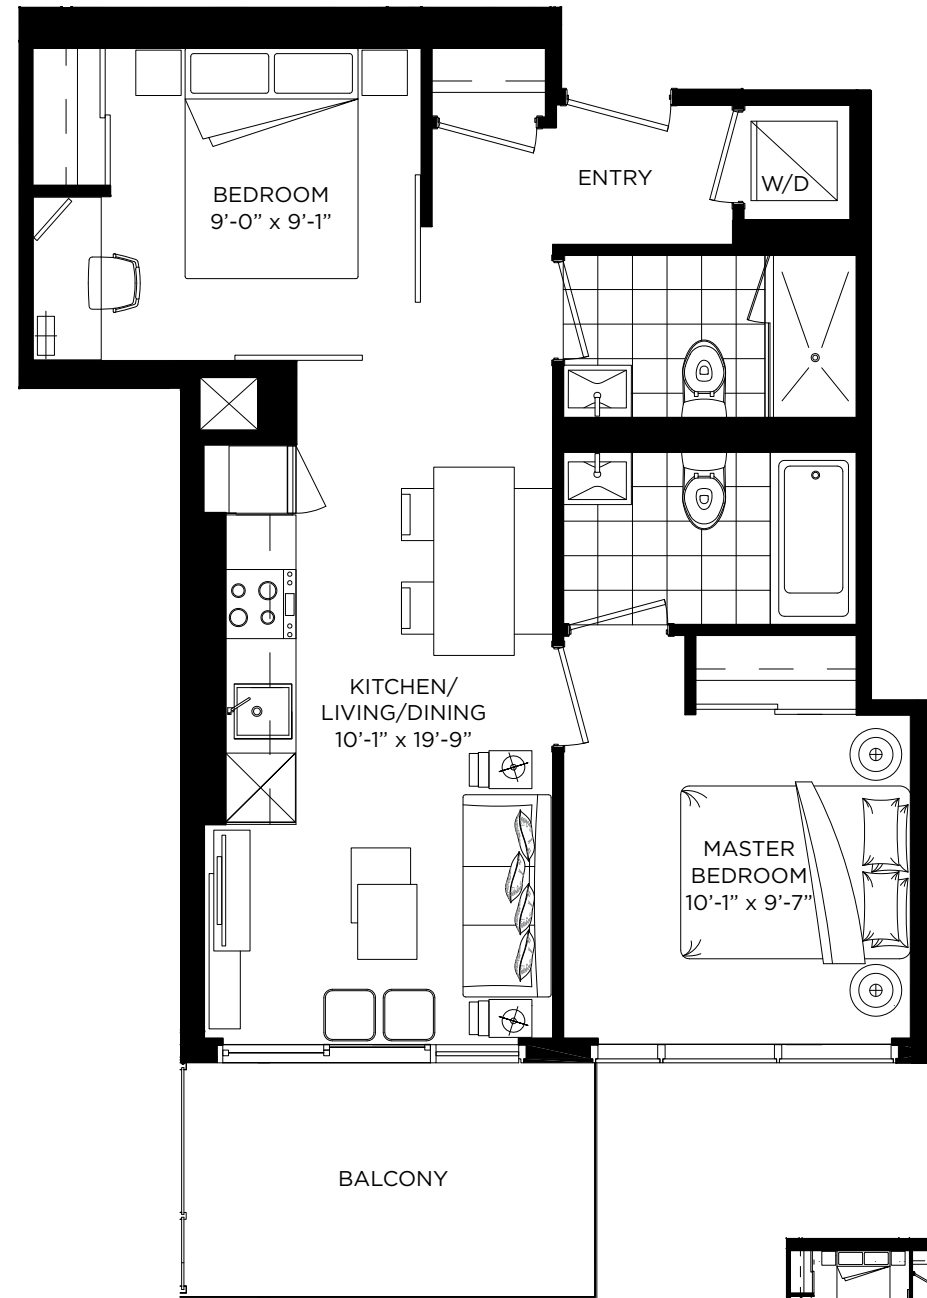 BEDROOM
9’-0” x 9’-1”
ENTRY
W/D
KITCHEN/
LIVING/DINING
10’-1” x 19’-9”
MASTER
BEDROOM
10’-1” x 9’-7”
BALCONY